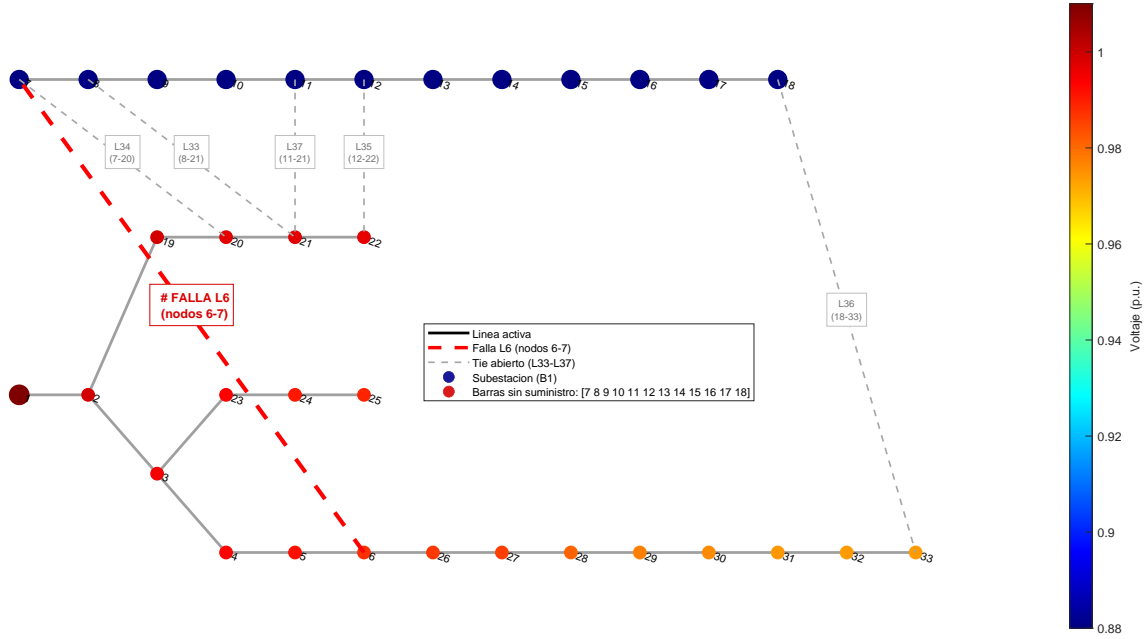 7 8 9 10 11 12 13 14 15 16 17 18
L34
(7-20)
L33
(8-21)
L37
(11-21)
L35
(12-22)
19 20 21 22
# FALLA L6
(nodos 6-7)
L36
(18-33)
Linea activa
Falla L6 (nodos 6-7)
Tie abierto (L33-L37)
Subestacion (B1)
Barras sin suministro: [7 8 9 10 11 12 13 14 15 16 17 18]
2 23 24 25
3
4 5 6 26 27 28 29 30 31 32 33
1
0.98
0.96
0.94
0.92
0.9
0.88
Voltaje (p.u.)